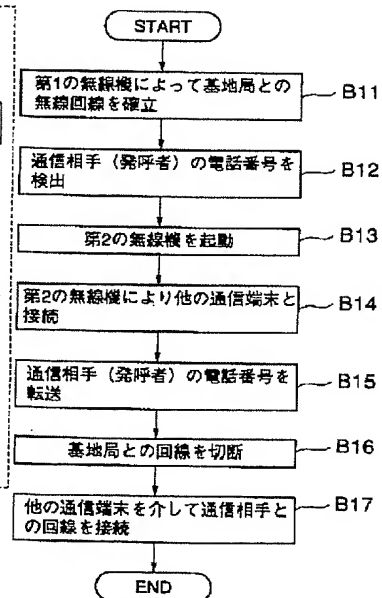 START
第1の無線機によって基地局との
無線回線を確立
B11
通信相手（発呼者）の電話番号を
検出
B12
第2の無線機を起動
B13
第2の無線機により他の通信端末と
接続
B14
通信相手（発呼者）の電話番号を
転送
B15
基地局との回線を切断
B16
他の通信端末を介して通信相手と
の回線を接続
B17
END